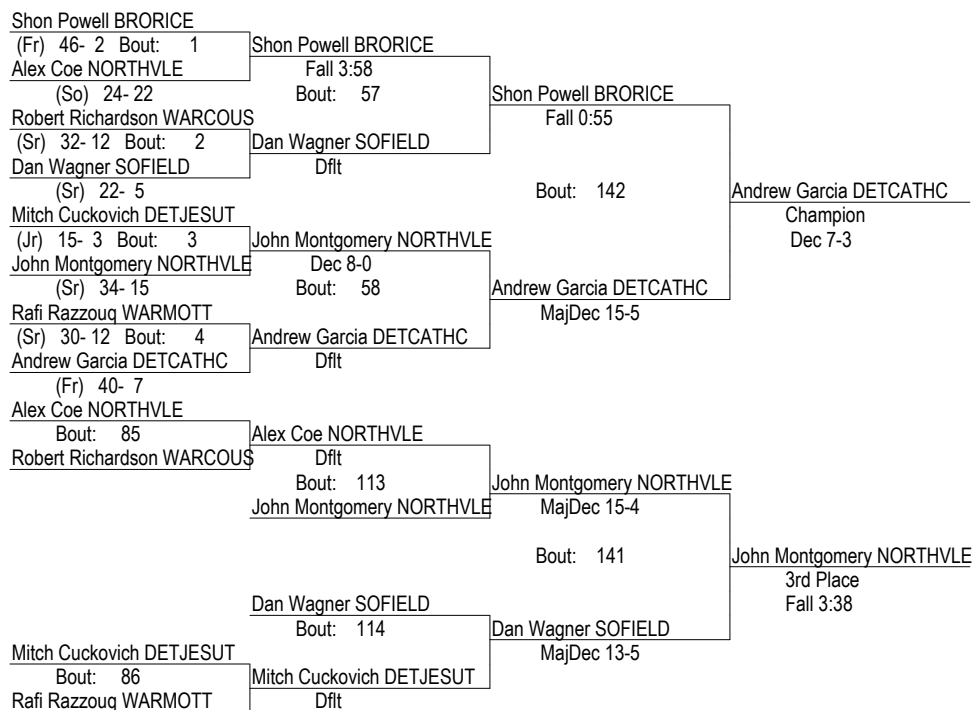 Shon Powell BRORICE
(Fr) 46- 2 Bout: 1 Shon Powell BRORICE
Alex Coe NORTHVLE Fall 3:58
(So) 24- 22 Bout: 57 Shon Powell BRORICE
Robert Richardson WARCOUS Fall 0:55
(Sr) 32- 12 Bout: 2 Dan Wagner SOFIELD
Dan Wagner SOFIELD Dflt
(Sr) 22- 5 Bout: 142 Andrew Garcia DETCATHC
Mitch Cuckovich DETJESUT Champion
(Jr) 15- 3 Bout: 3 John Montgomery NORTHVLE Dec 7-3
John Montgomery NORTHVLE Dec 8-0
(Sr) 34- 15 Bout: 58 Andrew Garcia DETCATHC
Rafi Razzouq WARMOTT MajDec 15-5
(Sr) 30- 12 Bout: 4 Andrew Garcia DETCATHC
Andrew Garcia DETCATHC Dflt
(Fr) 40- 7
Alex Coe NORTHVLE
Bout: 85 Alex Coe NORTHVLE
Robert Richardson WARCOUS Dflt
Bout: 113 John Montgomery NORTHVLE
John Montgomery NORTHVLE MajDec 15-4
Bout: 141 John Montgomery NORTHVLE
3rd Place
Dan Wagner SOFIELD Fall 3:38
Bout: 114 Dan Wagner SOFIELD
Mitch Cuckovich DETJESUT MajDec 13-5
Bout: 86 Mitch Cuckovich DETJESUT
Rafi Razzouq WARMOTT Dflt